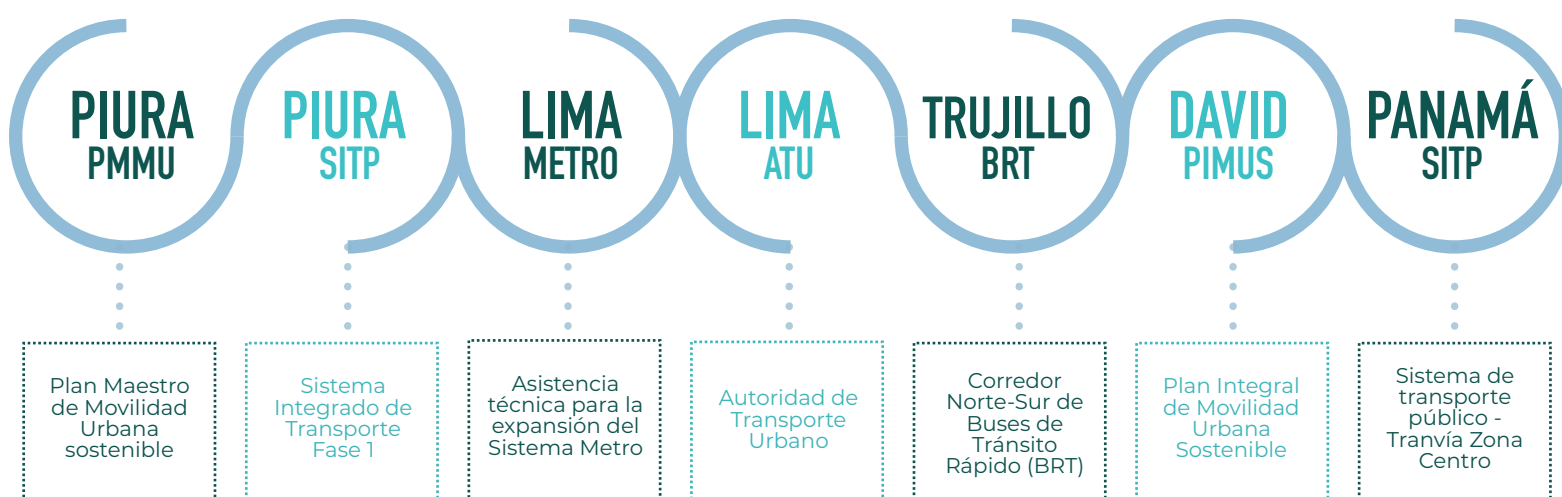 PIURA
PMMU
PIURA
SITP
LIMA
METRO
LIMA
ATU
TRUJILLO
BRT
DAVID
PIMUS
PANAMÁ
SITP
Plan Maestro
de Movilidad
Urbana
sostenible
Sistema
Integrado de
Transporte
Fase 1
Asistencia
técnica para la
expansión del
Sistema Metro
Autoridad de
Transporte
Urbano
Corredor
Norte-Sur de
Buses de
Tránsito
Rápido (BRT)
Plan Integral
de Movilidad
Urbana
Sostenible
Sistema de
transporte
público -
Tranvía Zona
Centro